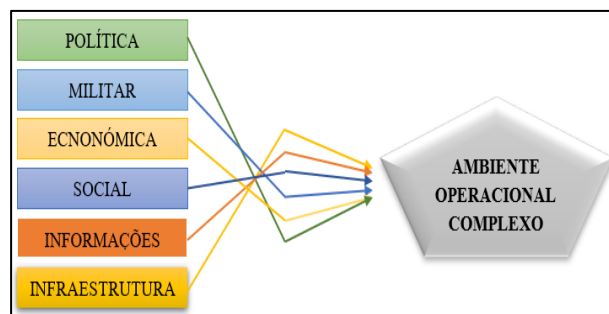 POLÍTICA
MILITAR
ECNONÓMICA
SOCIAL
INFORMAÇÕES
INFRAESTRUTURA
AMBIENTE
OPERACIONAL
COMPLEXO